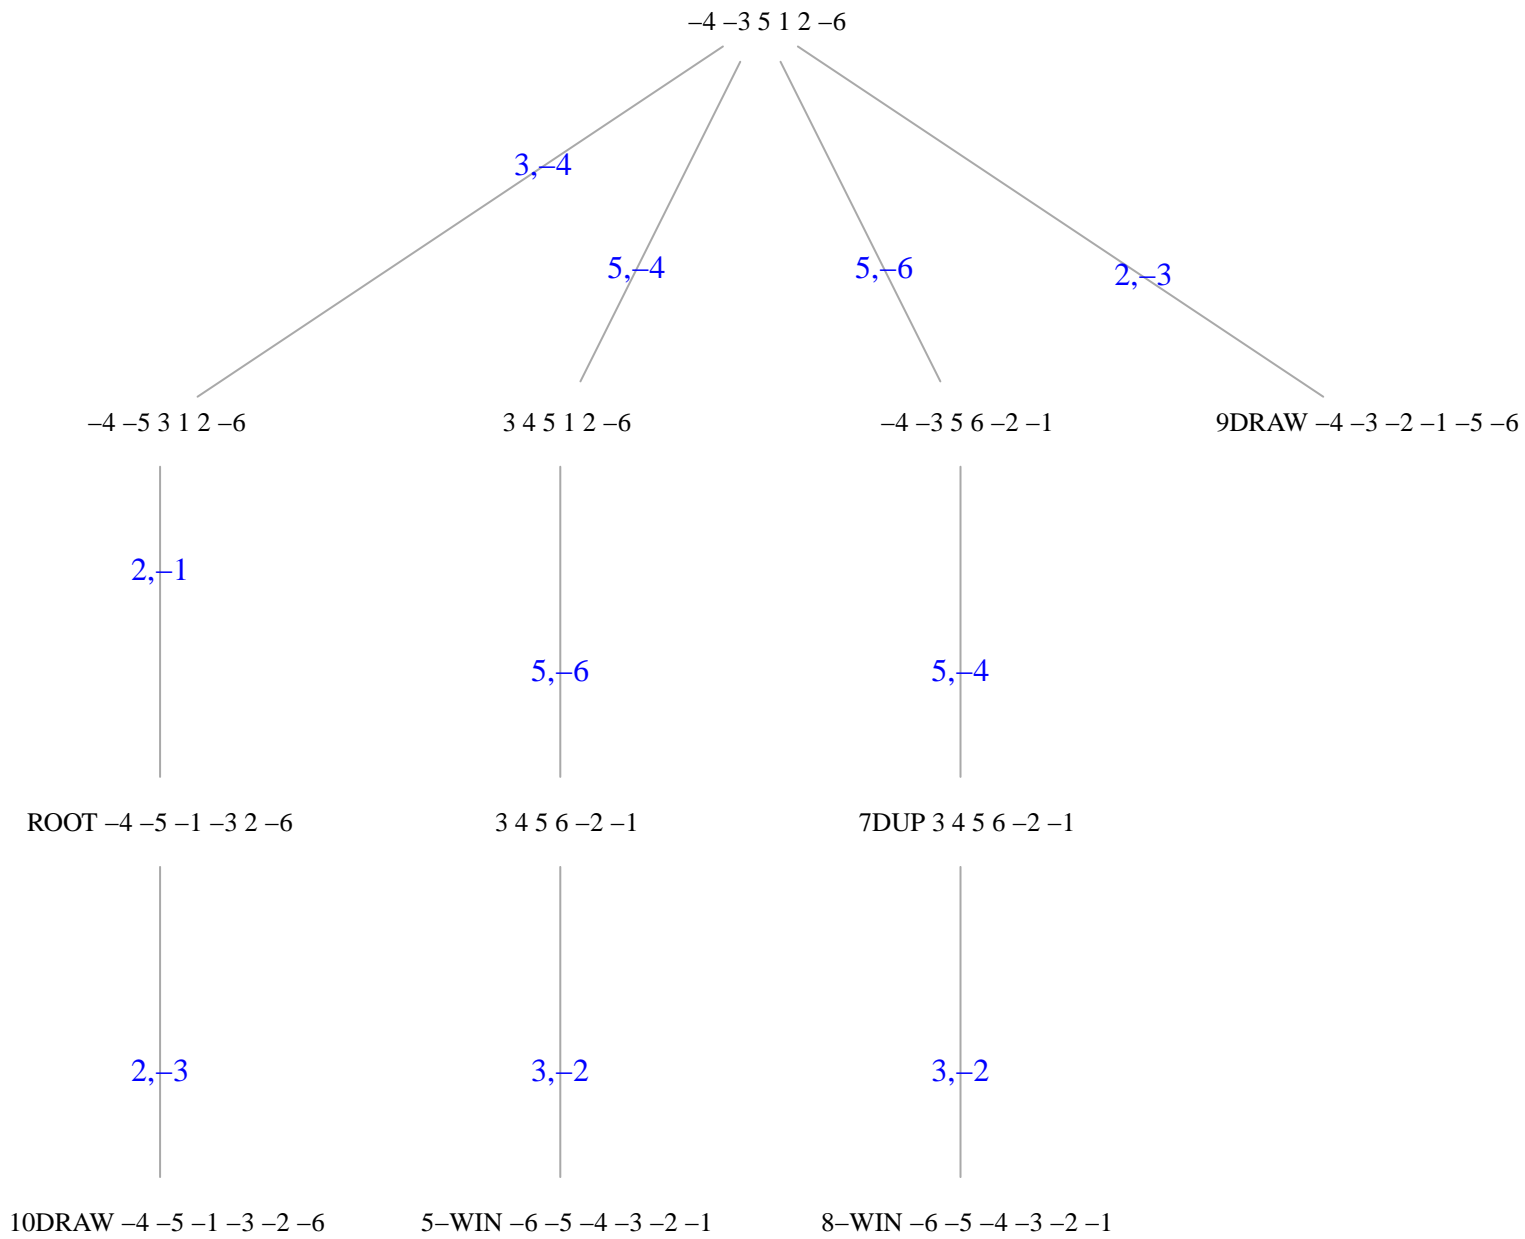 –4 –3 5 1 2 –6
3,–4
5,–4
5,–6
2,–3
–4 –5 3 1 2 –6
3 4 5 1 2 –6
–4 –3 5 6 –2 –1
9DRAW –4 –3 –2 –1 –5 –6
2,–1
5,–6
5,–4
ROOT –4 –5 –1 –3 2 –6
3 4 5 6 –2 –1
7DUP 3 4 5 6 –2 –1
2,–3
3,–2
3,–2
10DRAW –4 –5 –1 –3 –2 –6
5–WIN –6 –5 –4 –3 –2 –1
8–WIN –6 –5 –4 –3 –2 –1